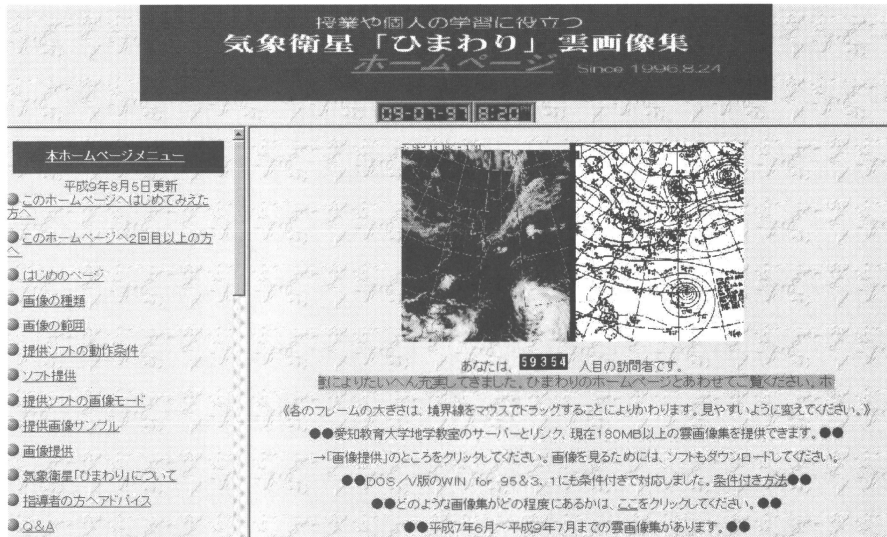 授業や個人の学習に役立つ
気象衛星「ひまわり」雲画像集
ホームページ Since 1996.8.24
09-07-97 8:20
本ホームページメニュー
平成9年8月5日更新
このホームページへはじめてみえた
方へ
このホームページへ2回目以上の方
へ
はじめのページ
画像の種類
画像の範囲
提供ソフトの動作条件
ソフト提供
提供ソフトの画像モード
提供画像サンプル
画像提供
気象衛星「ひまわり」について
指導者の方へアドバイス
Q&A
あなたは、 59354 人目の訪問者です。
によりたいへん充実してきました。ひまわりのホームページとあわせてご覧ください。ホ
《各のフレームの大きさは、境界線をマウスでドラッグすることによりかわります。見やすいように変えてください。》
●●愛知教育大学地学教室のサーバーとリンク、現在180MB以上の雲画像集を提供できます。●●
→「画像提供」のところをクリックしてください。画像を見るためには、ソフトもダウンロードしてください。
●●DOS/V版のWIN for 95&3.1にも条件付きで対応しました。条件付き方法●●
●●どのような画像集がどの程度にあるかは、ここをクリックしてください。●●
●●平成7年6月～平成9年7月までの雲画像集があります。●●